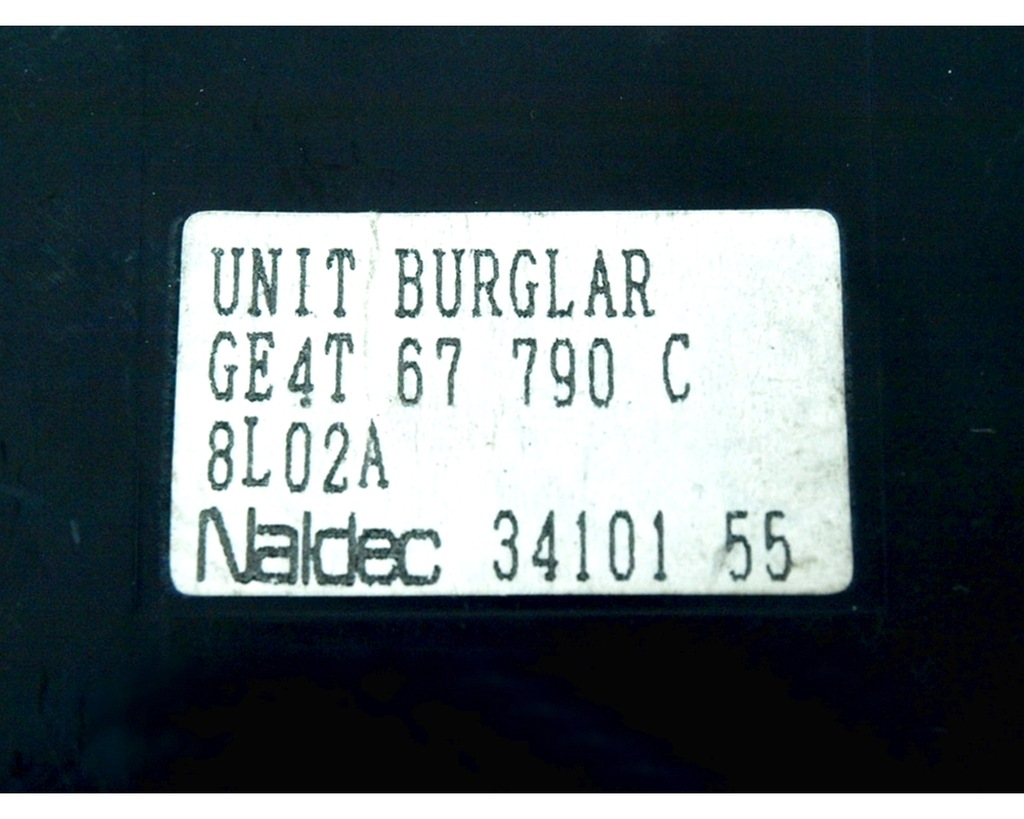 UNIT BURGLAR
GE4T 67 790 C
8L02A
Naldec 34101 55